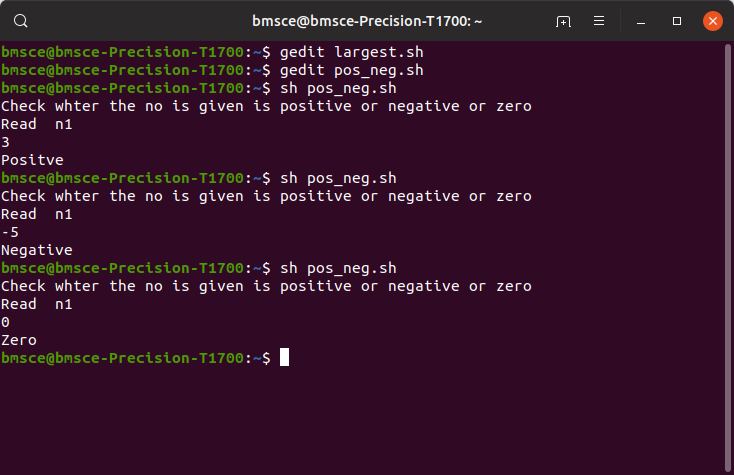 bmsce@bmsce-Precision-T1700: ~
bmsce@bmsce-Precision-T1700:~$ gedit largest.sh
bmsce@bmsce-Precision-T1700:~$ gedit pos_neg.sh
bmsce@bmsce-Precision-T1700:~$ sh pos_neg.sh
Check whter the no is given is positive or negative or zero
Read  n1
3
Positve
bmsce@bmsce-Precision-T1700:~$ sh pos_neg.sh
Check whter the no is given is positive or negative or zero
Read  n1
-5
Negative
bmsce@bmsce-Precision-T1700:~$ sh pos_neg.sh
Check whter the no is given is positive or negative or zero
Read  n1
0
Zero
bmsce@bmsce-Precision-T1700:~$